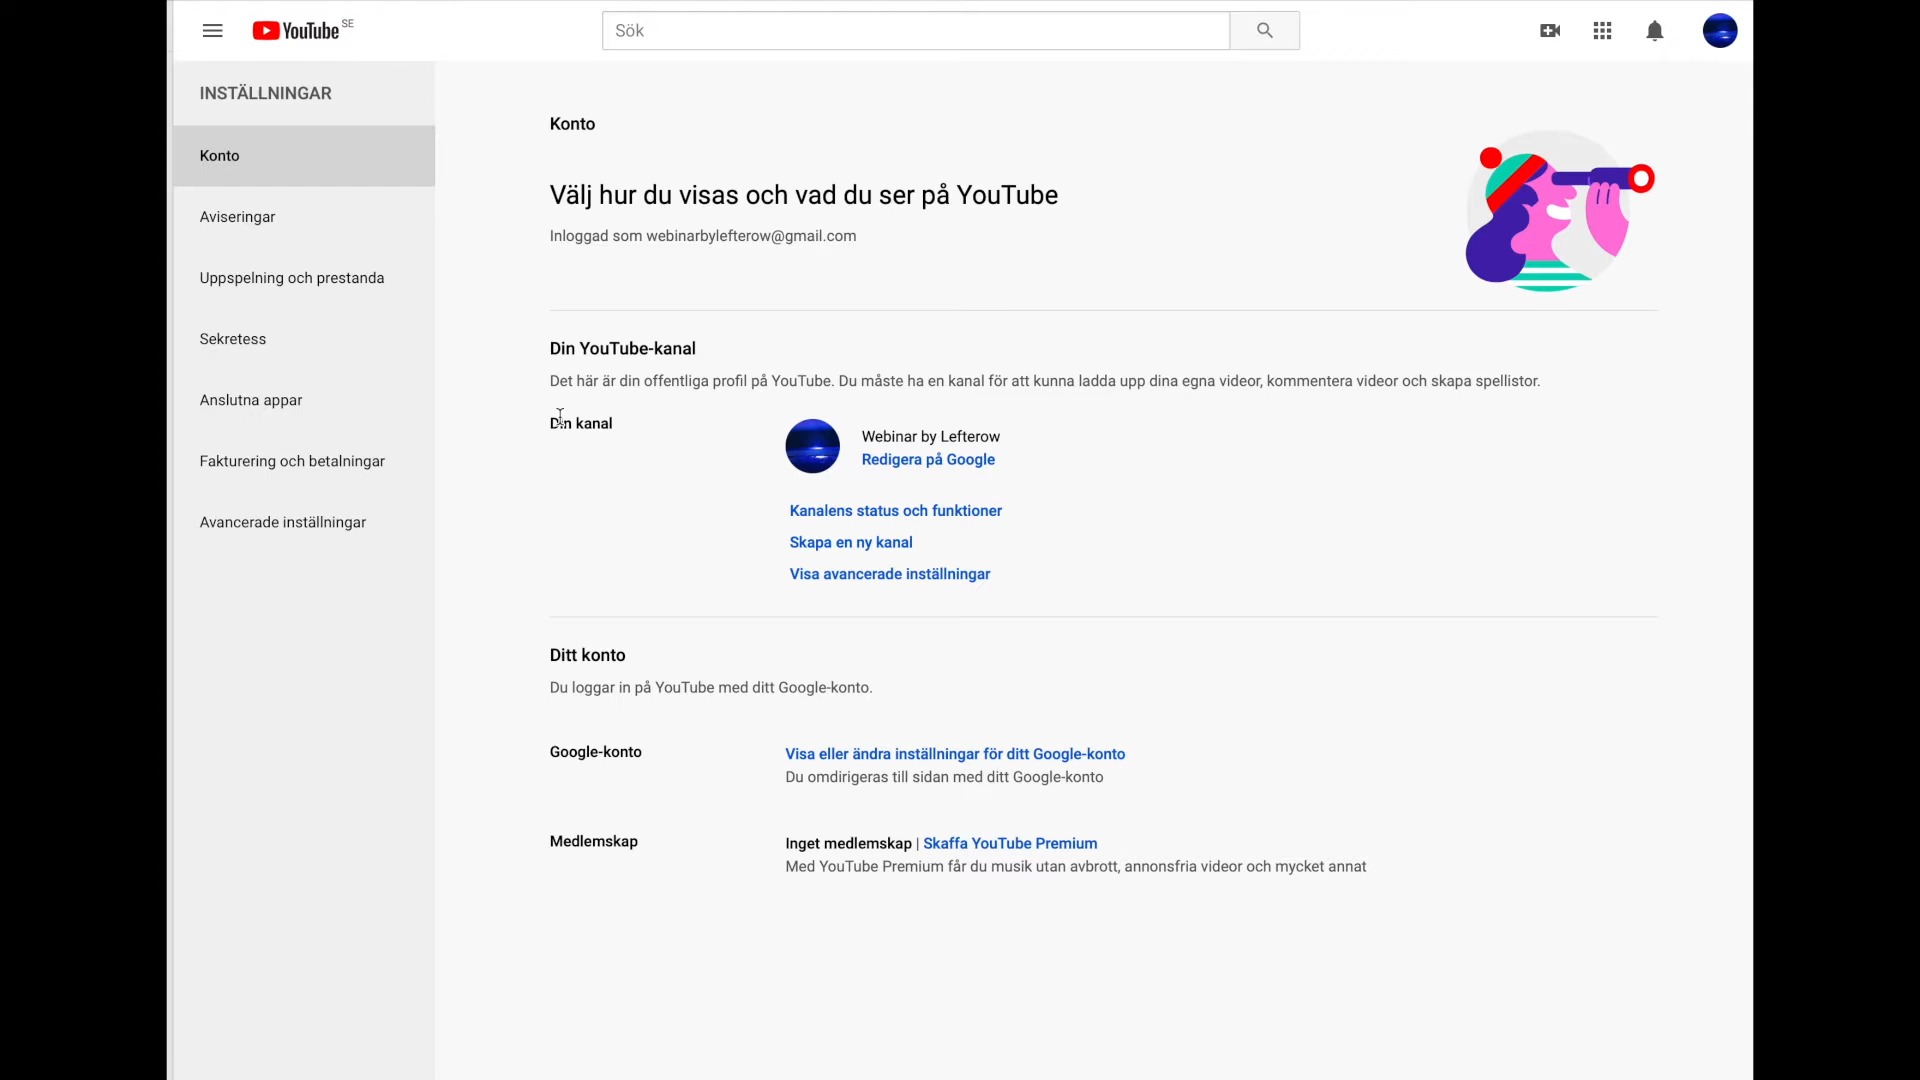 YouTube SE
Sök
INSTÄLLNINGAR
Konto
Aviseringar
Uppspelning och prestanda
Sekretess
Anslutna appar
Fakturering och betalningar
Avancerade inställningar
Konto
Välj hur du visas och vad du ser på YouTube
Inloggad som webinarbylefterow@gmail.com
Din YouTube-kanal
Det här är din offentliga profil på YouTube. Du måste ha en kanal för att kunna ladda upp dina egna videor, kommentera videor och skapa spellistor.
Din kanal
Webinar by Lefterow
Redigera på Google
Kanalens status och funktioner
Skapa en ny kanal
Visa avancerade inställningar
Ditt konto
Du loggar in på YouTube med ditt Google-konto.
Google-konto
Visa eller ändra inställningar för ditt Google-konto
Du omdirigeras till sidan med ditt Google-konto
Medlemskap
Inget medlemskap | Skaffa YouTube Premium
Med YouTube Premium får du musik utan avbrott, annonsfria videor och mycket annat